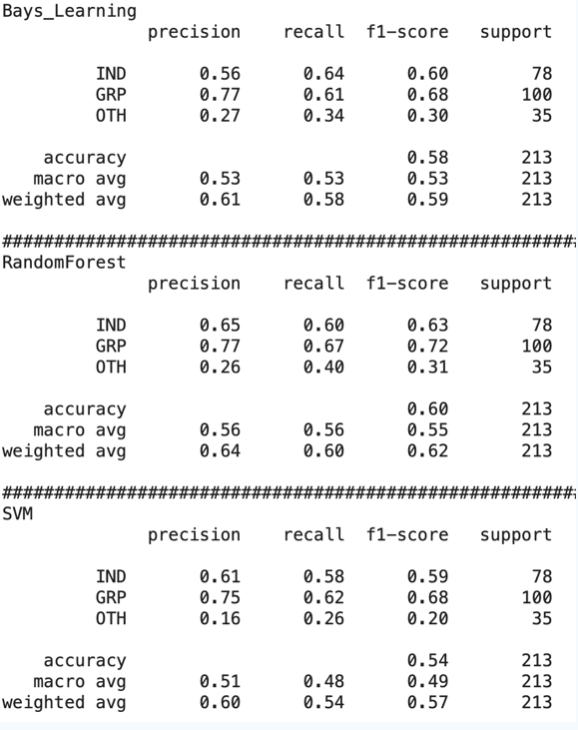 Bays_Learning
precision recall f1-score support
IND 0.56 0.64 0.60 78
GRP 0.77 0.61 0.68 100
OTH 0.27 0.34 0.30 35
accuracy 0.58 213
macro avg 0.53 0.53 0.53 213
weighted avg 0.61 0.58 0.59 213
#######################################################
RandomForest
precision recall f1-score support
IND 0.65 0.60 0.63 78
GRP 0.77 0.67 0.72 100
OTH 0.26 0.40 0.31 35
accuracy 0.60 213
macro avg 0.56 0.56 0.55 213
weighted avg 0.64 0.60 0.62 213
#######################################################
SVM
precision recall f1-score support
IND 0.61 0.58 0.59 78
GRP 0.75 0.62 0.68 100
OTH 0.16 0.26 0.20 35
accuracy 0.54 213
macro avg 0.51 0.48 0.49 213
weighted avg 0.60 0.54 0.57 213